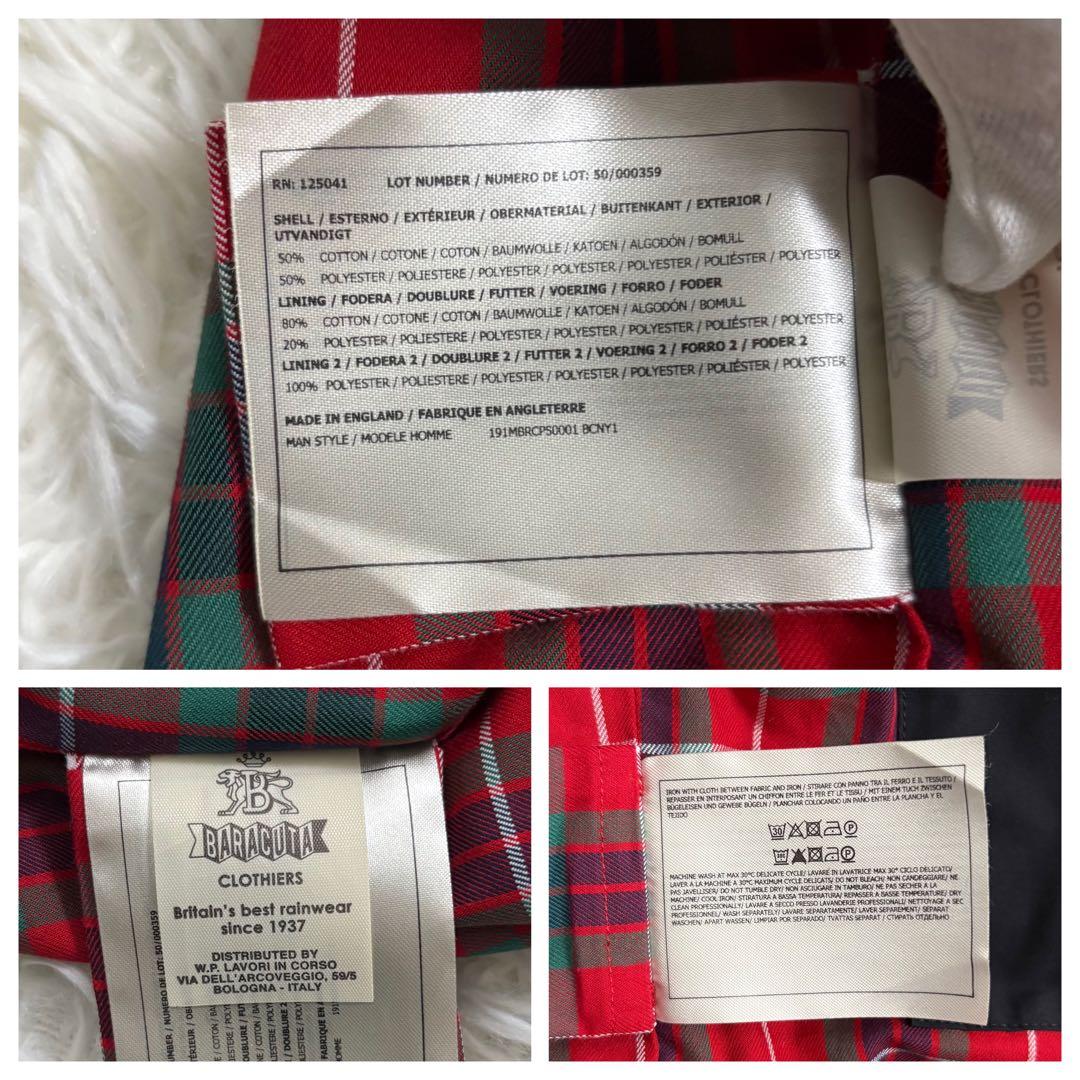 RN: 125041 LOT NUMBER / NUMERO DE LOT: 50/000359
SHELL / ESTERNO / EXTÉRIEUR / OBERMATERIAL / BUITENKANT / EXTERIOR /
UTVANDIGT
50% COTTON / COTONE / COTON / BAUMWOLLE / KATOEN / ALGODÓN / BOMULL
50% POLYESTER / POLIESTERE / POLYESTER / POLYESTER / POLYESTER / POLIÉSTER / POLYESTER
LINING / FODERA / DOUBLURE / FUTTER / VOERING / FORRO / FODER
80% COTTON / COTONE / COTON / BAUMWOLLE / KATOEN / ALGODÓN / BOMULL
20% POLYESTER / POLIESTERE / POLYESTER / POLYESTER / POLYESTER / POLIÉSTER / POLYESTER
LINING 2 / FODERA 2 / DOUBLURE 2 / FUTTER 2 / VOERING 2 / FORRO 2 / FODER 2
100% POLYESTER / POLIESTERE / POLYESTER / POLYESTER / POLYESTER / POLIÉSTER / POLYESTER
MADE IN ENGLAND / FABRIQUE EN ANGLETERRE
MAN STYLE / MODELE HOMME 191MBRCPS0001 BCNY1
B
BARACUTA
CLOTHIERS
Britain's best rainwear
since 1937
DISTRIBUTED BY
W.P. LAVORI IN CORSO
VIA DELL'ARCOVEGGIO, 59/5
BOLOGNA - ITALY
IRON WITH CLOTH BETWEEN FABRIC AND IRON / STIRARE CON PANNO TRA IL FERRO E IL TESSUTO /
REPASSER EN INTERPOSANT UN CHIFFON ENTRE LE FER ET LE TISSU / MIT EINEM TUCH ZWISCHEN
BÜGELEISEN UND GEWEBE BÜGELN / PLANCHAR COLOCANDO UN PAÑO ENTRE LA PLANCHA Y EL
TEJIDO
MACHINE WASH AT MAX 30°C DELICATE CYCLE/ LAVARE IN LAVATRICE MAX 30° CICLO DELICATO/
LAVER A LA MACHINE A 30°C MAXIMUM CYCLE DELICATS/ DO NOT BLEACH/ NON CANDEGGIARE/ NE
PAS JAVELLISER/ DO NOT TUMBLE DRY/ NON ASCIUGARE IN TAMBURO/ NE PAS SECHER A LA
MACHINE/ COOL IRON/ STIRATURA A BASSA TEMPERATURA/ REPASSER A BASSE TEMPERATURE/ DRY
CLEAN PROFESSIONALLY/ LAVARE A SECCO PRESSO LAVANDERIE PROFESSIONALI/ NETTOYAGE A SEC
PROFESSIONNEL/ WASH SEPARATELY/ LAVARE SEPARATAMENTE/ LAVER SEPAREMENT/ SEPARAT
WASCHEN/ APART WASSEN/ LIMPIAR POR SEPARADO/ TVATTAS SEPARAT / СТИРАТЬ ОТДЕЛЬНО